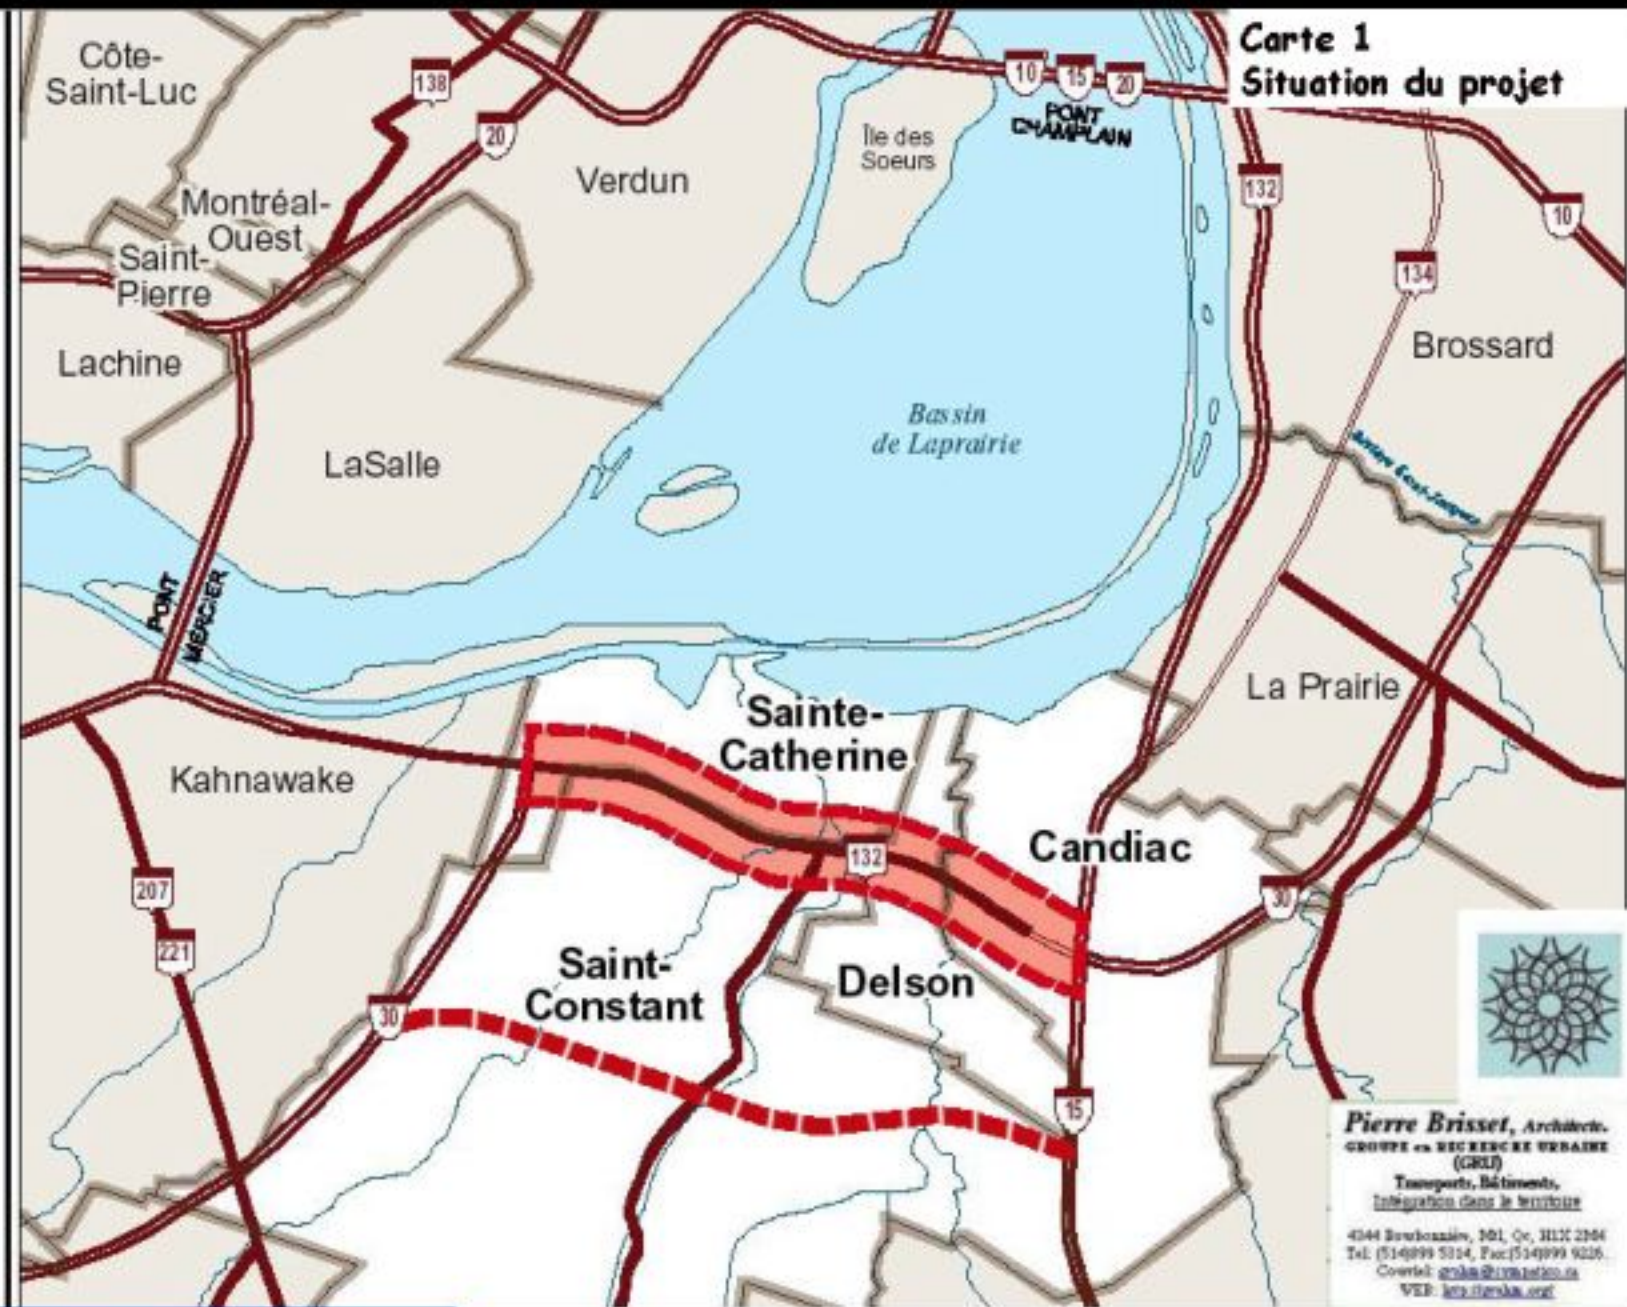 Carte 1
Situation du projet
Côte-
Saint-Luc
138
20
10
15
20
PONT
CHAMPLAIN
Île des
Soeurs
Verdun
132
10
Montréal-
Ouest
Saint-
Pierre
134
Lachine
Brossard
LaSalle
Bassin
de Laprairie
PONT
MERCIER
La Prairie
Sainte-
Catherine
Kahnawake
132
Candiac
207
30
221
Saint-
Constant
Delson
30
15
Pierre Brisset, Architecte.
GROUPE en RECHERCHE URBAINE
(GRU)
Transports, Bâtiments,
Intégration dans le territoire